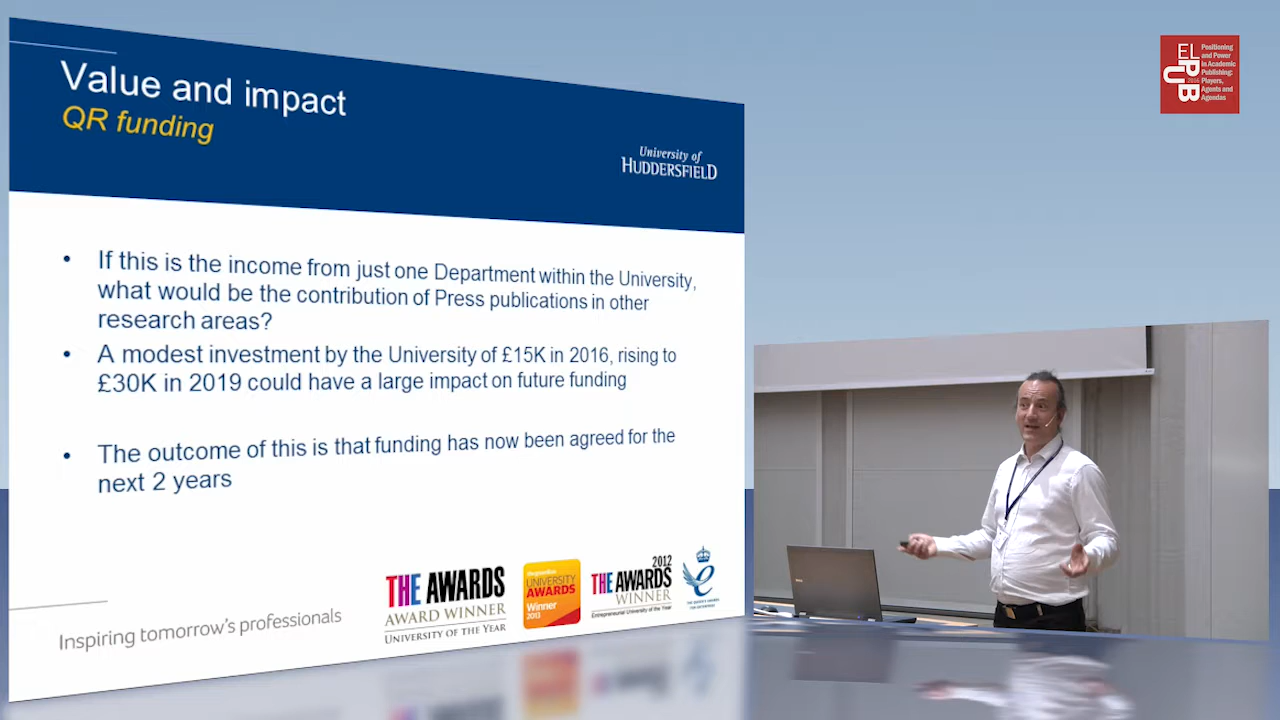 Value and impact
QR funding
University of
HUDDERSFIELD
• If this is the income from just one Department within the University,
what would be the contribution of Press publications in other
research areas?
• A modest investment by the University of £15K in 2016, rising to
£30K in 2019 could have a large impact on future funding
• The outcome of this is that funding has now been agreed for the
next 2 years
Inspiring tomorrow's professionals
THE AWARDS
AWARD WINNER
UNIVERSITY OF THE YEAR
UNIVERSITY
AWARDS
Winner
2013
2012
THE AWARDS
WINNER
Entrepreneurial University of the Year
ELPUB
2016
Positioning
and Power
in Academic
Publishing:
Players,
Agents and
Agendas